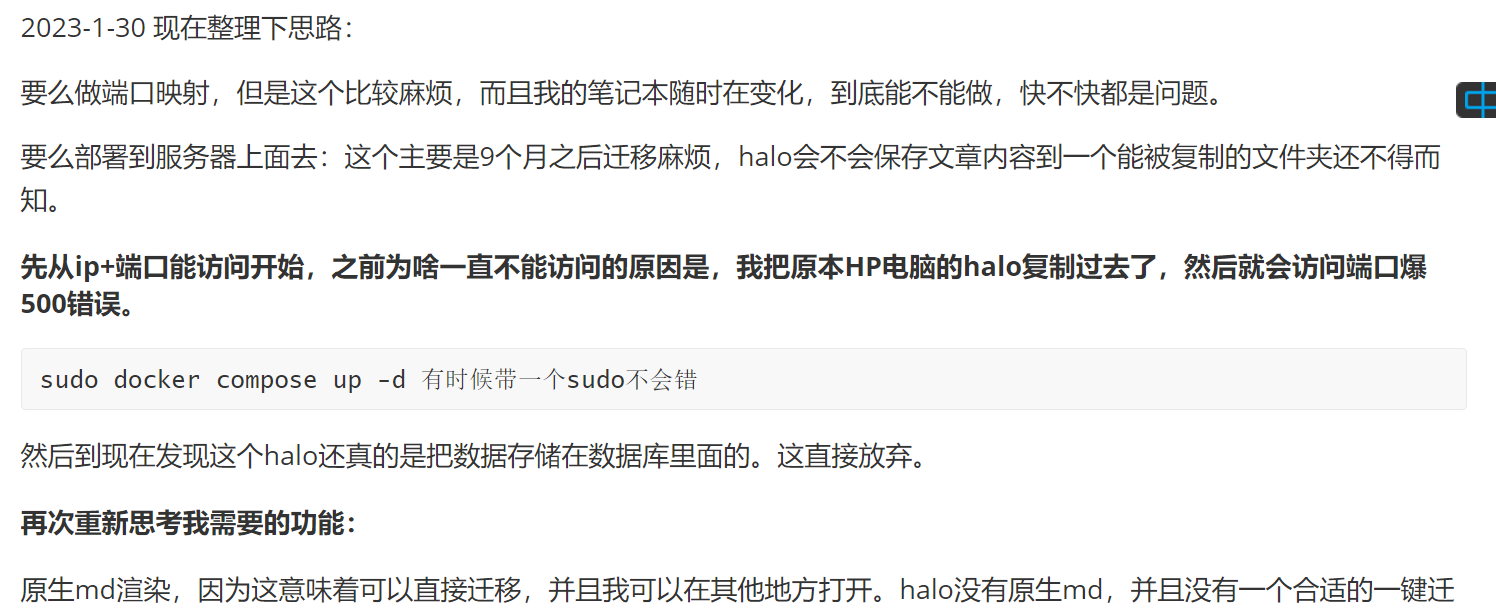 2023-1-30 现在整理下思路：
要么做端口映射，但是这个比较麻烦，而且我的笔记本随时在变化，到底能不能做，快不快都是问题。
要么部署到服务器上面去：这个主要是9个月之后迁移麻烦，halo会不会保存文章内容到一个能被复制的文件夹还不得而
知。
先从ip+端口能访问开始，之前为啥一直不能访问的原因是，我把原本HP电脑的halo复制过去了，然后就会访问端口爆
500错误。
sudo docker compose up -d 有时候带一个sudo不会错
然后到现在发现这个halo还真的是把数据存储在数据库里面的。这直接放弃。
再次重新思考我需要的功能：
原生md渲染，因为这意味着可以直接迁移，并且我可以在其他地方打开。halo没有原生md，并且没有一个合适的一键迁